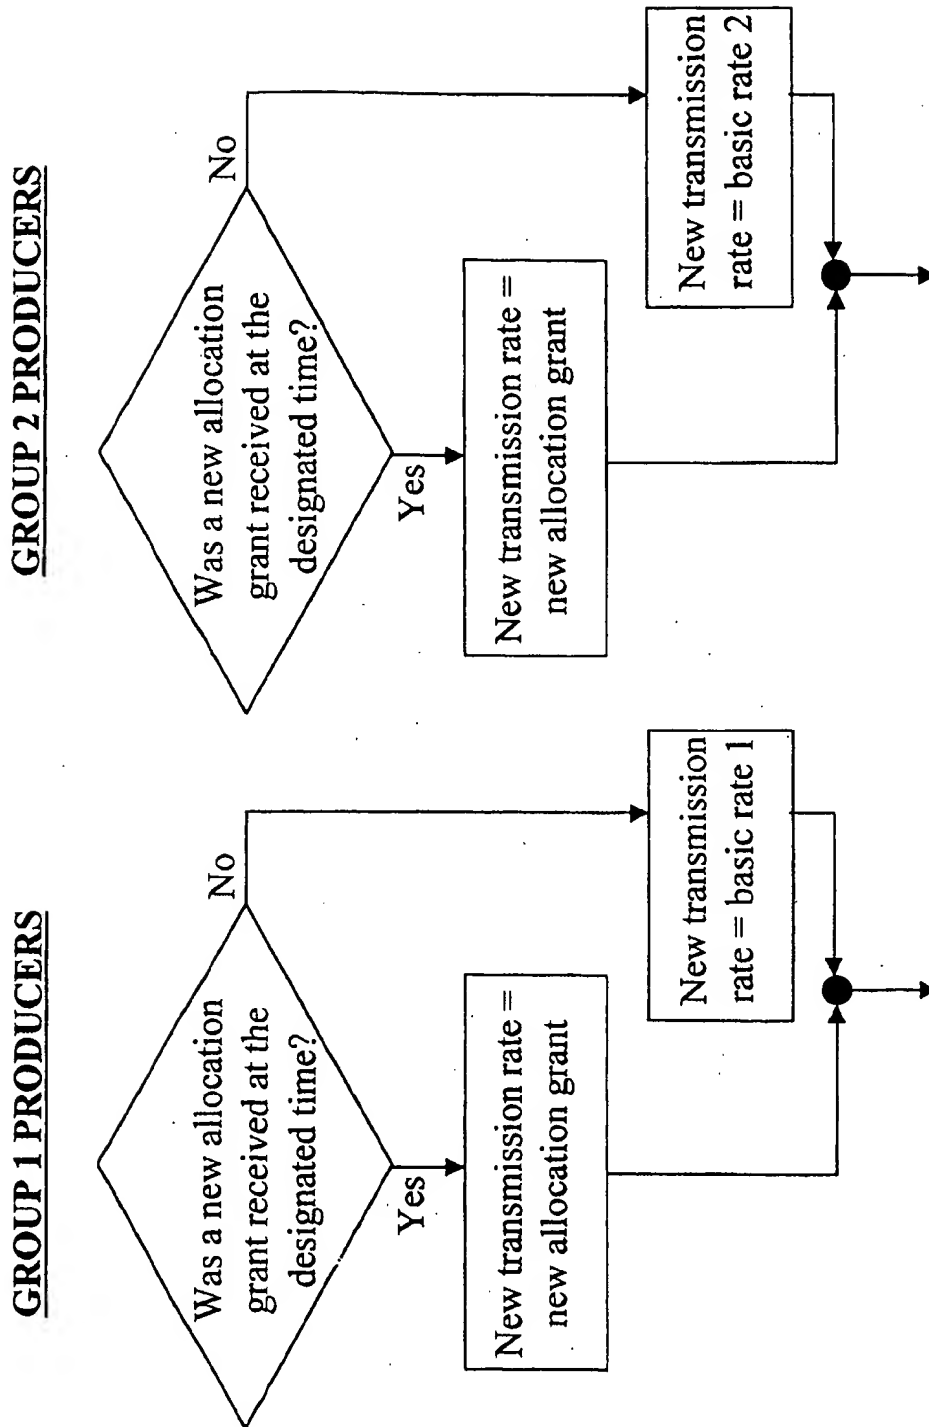 GROUP 1 PRODUCERS
Was a new allocation
grant received at the
designated time?
No
Yes
New transmission rate =
new allocation grant
New transmission
rate = basic rate 1
GROUP 2 PRODUCERS
Was a new allocation
grant received at the
designated time?
No
Yes
New transmission rate =
new allocation grant
New transmission
rate = basic rate 2